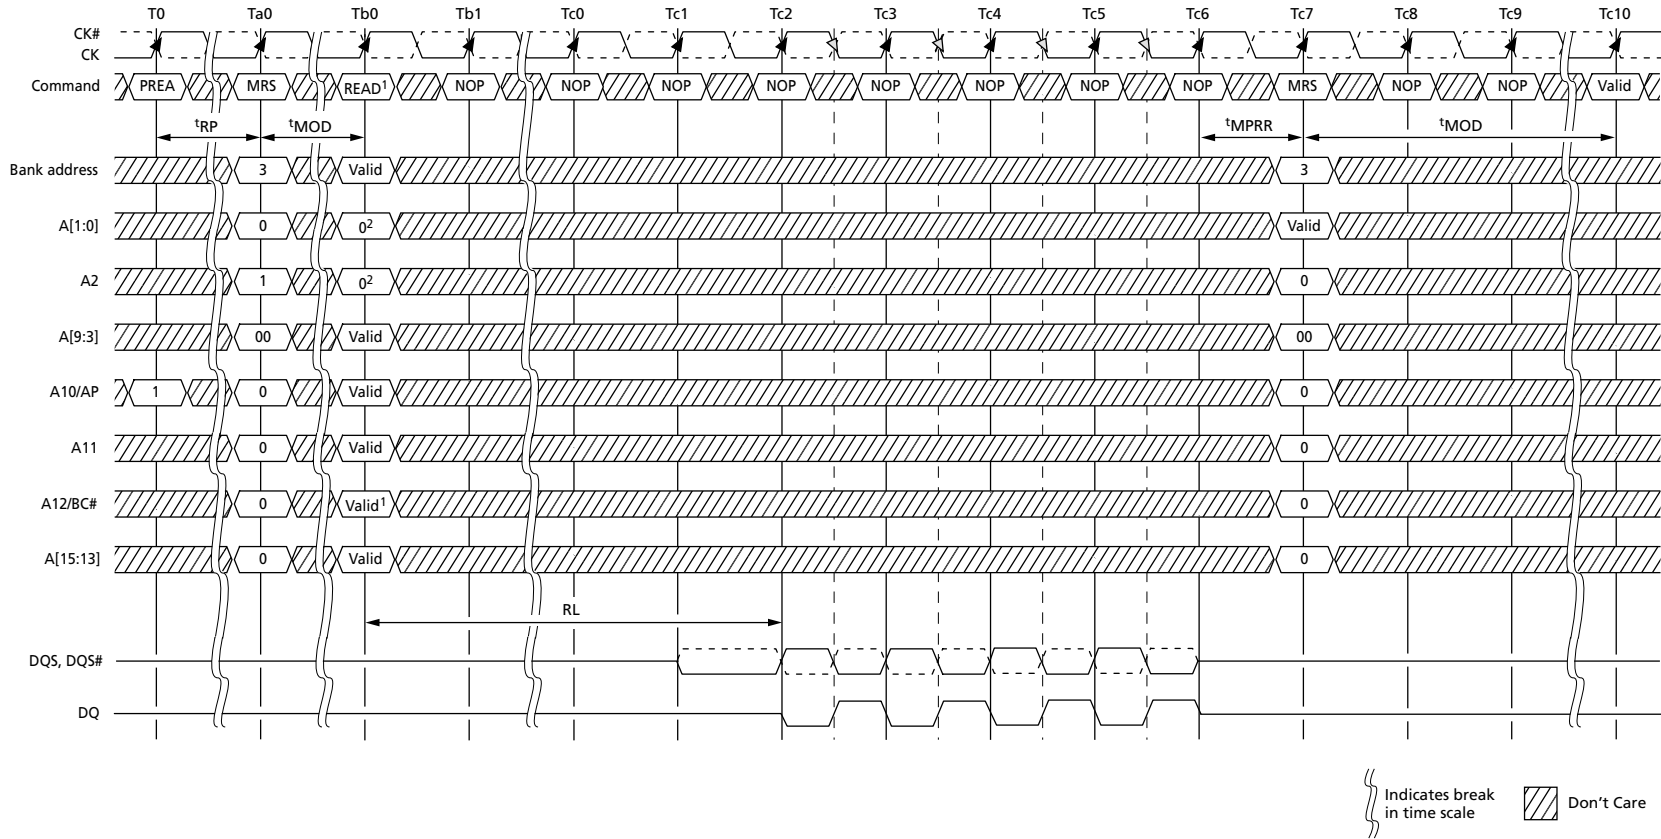 T0 Ta0 Tb0 Tb1 Tc0 Tc1 Tc2 Tc3 Tc4 Tc5 Tc6 Tc7 Tc8 Tc9 Tc10
CK#
CK
Command PREA MRS READ1 NOP NOP NOP NOP NOP NOP NOP NOP MRS NOP NOP Valid
tRP tMOD tMPRR tMOD
Bank address 3 Valid 3
A[1:0] 0 02 Valid
A2 1 02 0
A[9:3] 00 Valid 00
A10/AP 1 0 Valid 0
A11 0 Valid 0
A12/BC# 0 Valid1 0
A[15:13] 0 Valid 0
RL
DQS, DQS#
DQ
Indicates break
in time scale
Don't Care